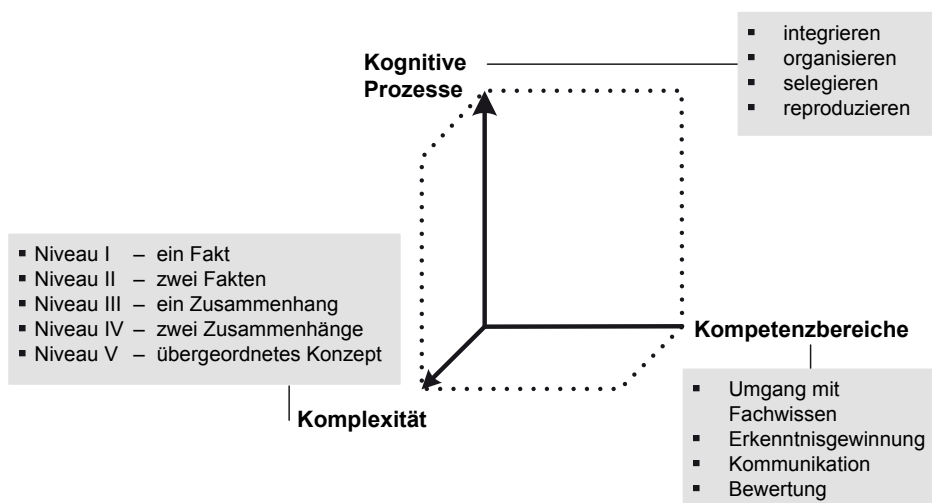 Kognitive
Prozesse
▪ integrieren
▪ organisieren
▪ selegieren
▪ reproduzieren
▪ Niveau I – ein Fakt
▪ Niveau II – zwei Fakten
▪ Niveau III – ein Zusammenhang
▪ Niveau IV – zwei Zusammenhänge
▪ Niveau V – übergeordnetes Konzept
Komplexität
Kompetenzbereiche
▪ Umgang mit
Fachwissen
▪ Erkenntnisgewinnung
▪ Kommunikation
▪ Bewertung